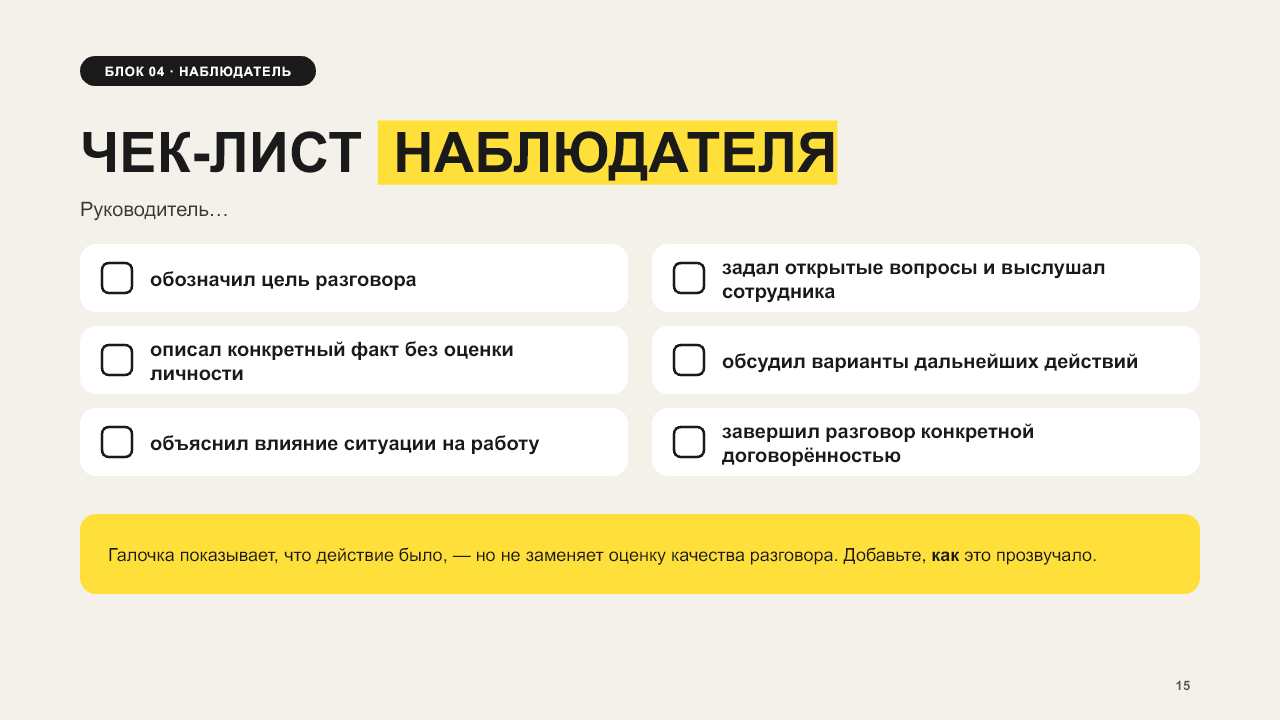 БЛОК 04 · НАБЛЮДАТЕЛЬ
ЧЕК-ЛИСТ НАБЛЮДАТЕЛЯ
Руководитель…
обозначил цель разговора
задал открытые вопросы и выслушал
сотрудника
описал конкретный факт без оценки
личности
обсудил варианты дальнейших действий
объяснил влияние ситуации на работу
завершил разговор конкретной
договорённостью
Галочка показывает, что действие было, — но не заменяет оценку качества разговора. Добавьте, как это прозвучало.
15